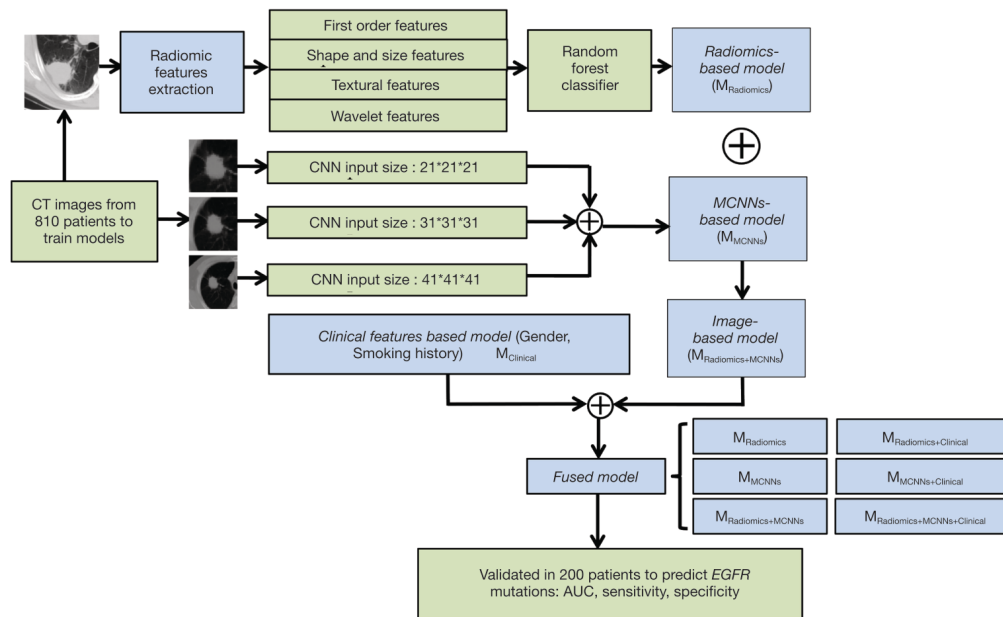 Radiomic
features
extraction
First order features
Shape and size features
Textural features
Wavelet features
Random
forest
classifier
Radiomics-
based model
(MRadiomics)
CT images from
810 patients to
train models
CNN input size : 21*21*21
CNN input size : 31*31*31
CNN input size : 41*41*41
MCNNs-
based model
(MMCNNs)
Clinical features based model (Gender,
Smoking history) MClinical
Image-
based model
(MRadiomics+MCNNs)
Fused model
MRadiomics
MRadiomics+Clinical
MMCNNs
MMCNNs+Clinical
MRadiomics+MCNNs
MRadiomics+MCNNs+Clinical
Validated in 200 patients to predict EGFR
mutations: AUC, sensitivity, specificity